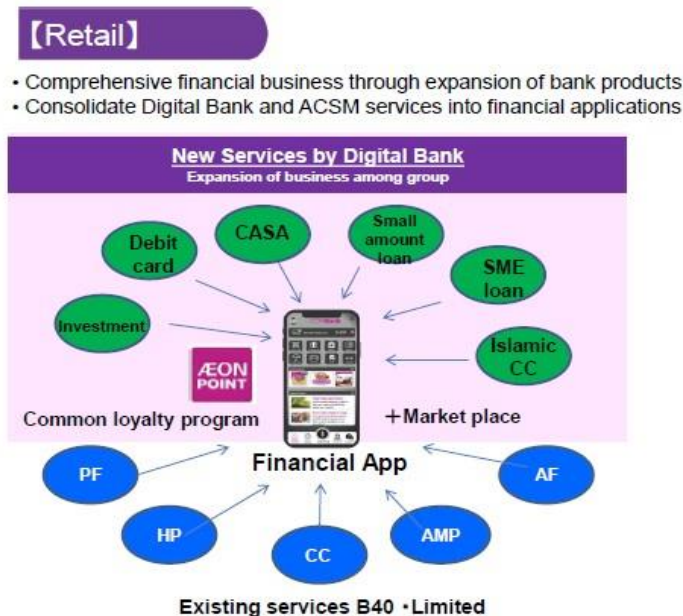 【Retail】
・Comprehensive financial business through expansion of bank products
・Consolidate Digital Bank and ACSM services into financial applications
New Services by Digital Bank
Expansion of business among group
Debit
card
CASA
Small
amount
loan
SME
loan
Investment
Islamic
CC
ÆON
POINT
Common loyalty program
＋Market place
Financial App
PF
AF
HP
CC
AMP
Existing services B40 ・Limited